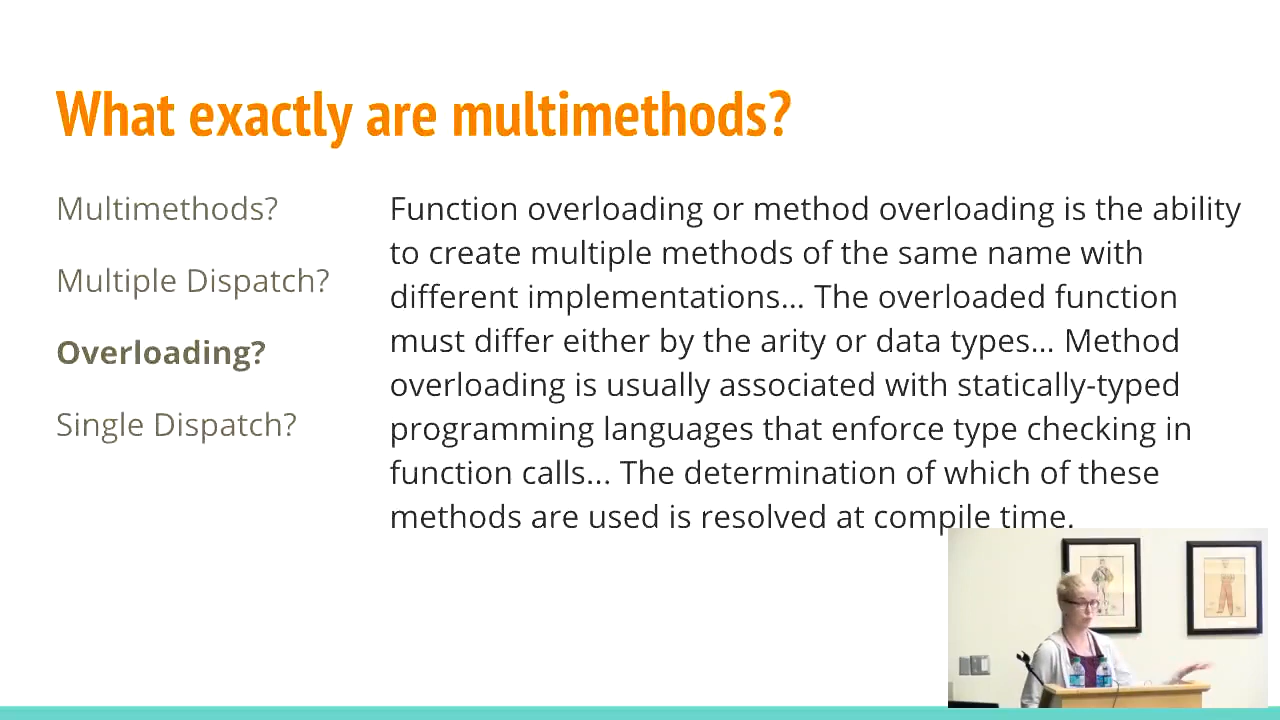 What exactly are multimethods?
Multimethods?
Multiple Dispatch?
Overloading?
Single Dispatch?
Function overloading or method overloading is the ability
to create multiple methods of the same name with
different implementations... The overloaded function
must differ either by the arity or data types... Method
overloading is usually associated with statically-typed
programming languages that enforce type checking in
function calls... The determination of which of these
methods are used is resolved at compile time.